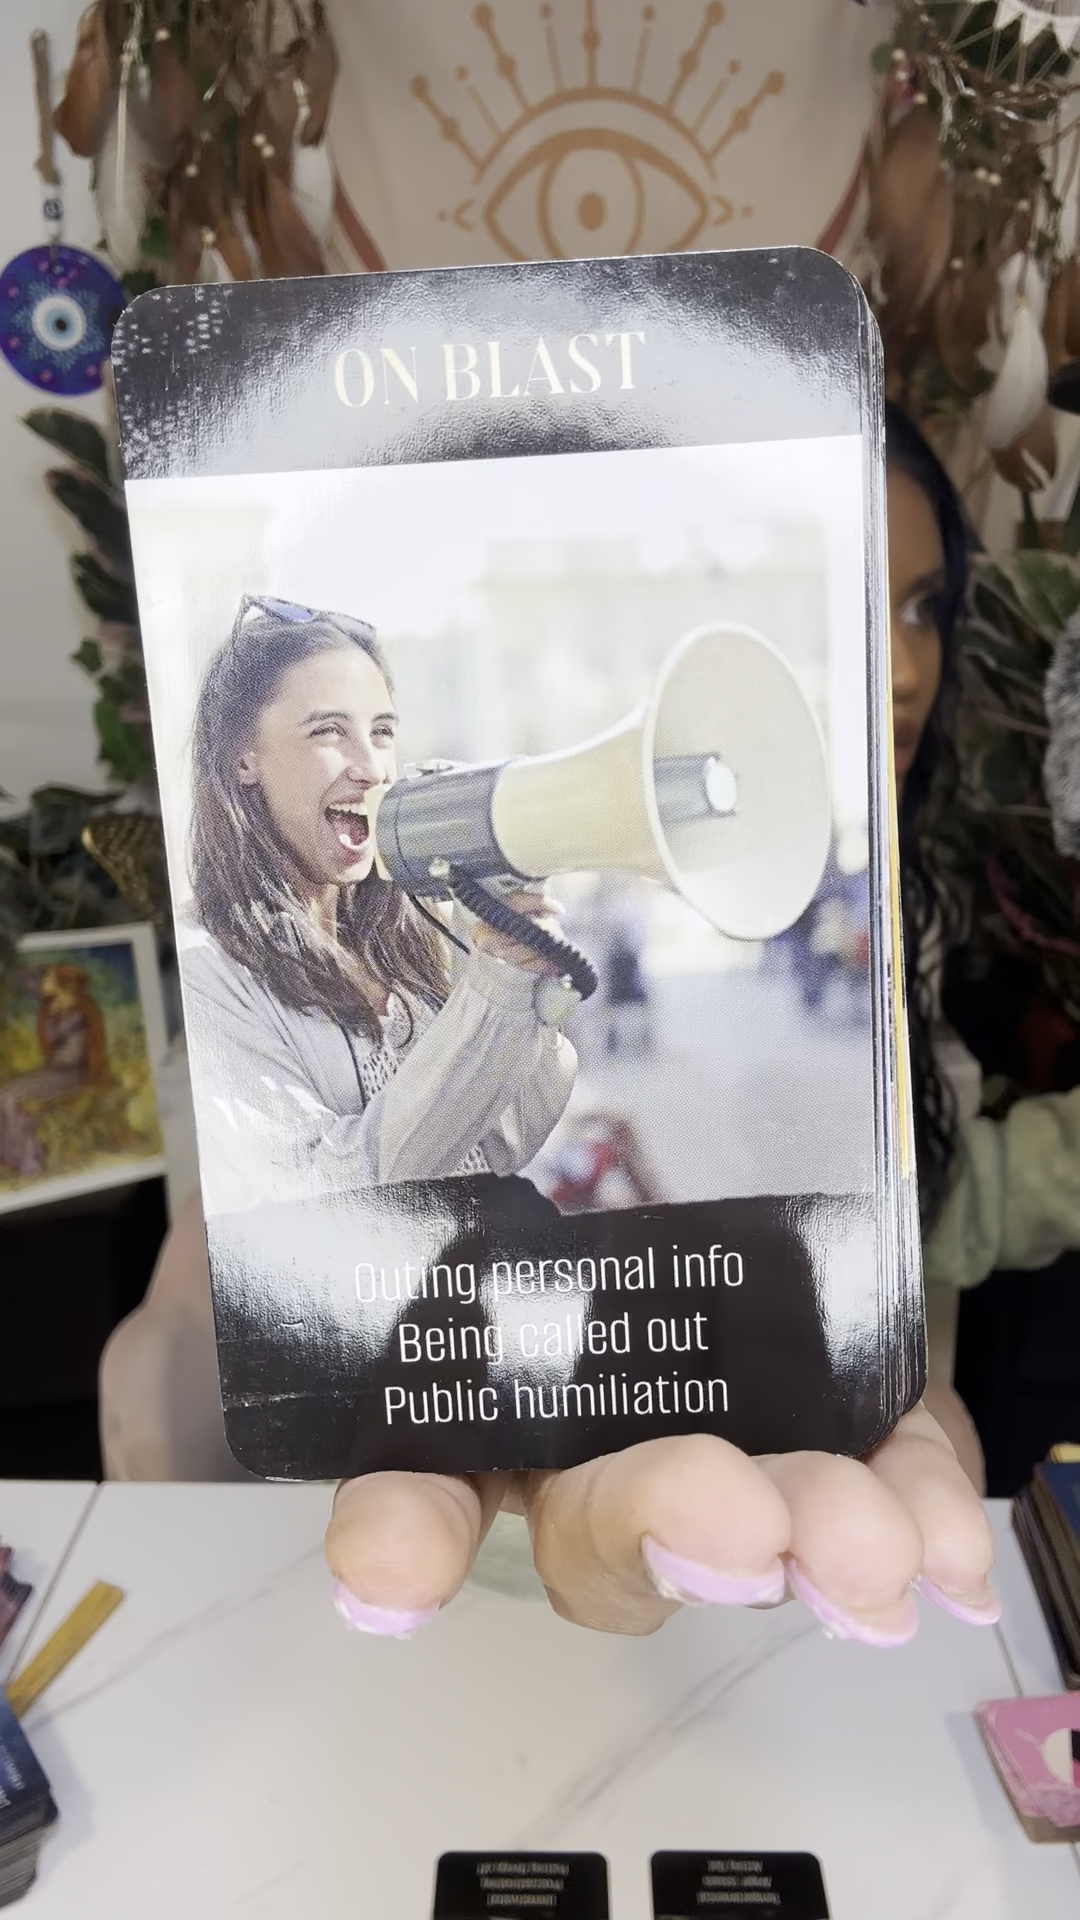 ON BLAST
Outing personal info
Being called out
Public humiliation